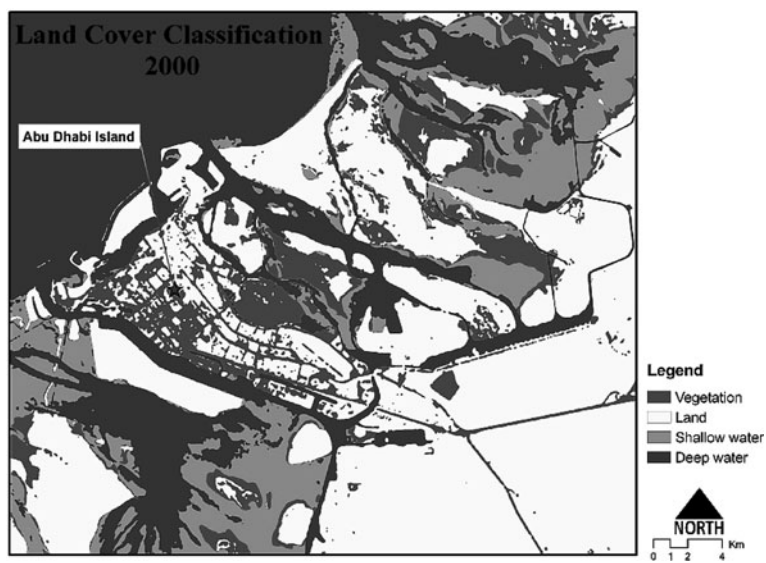 Land Cover Classification
2000
Abu Dhabi Island
Legend
Vegetation
Land
Shallow water
Deep water
NORTH
0 1 2 4 Km